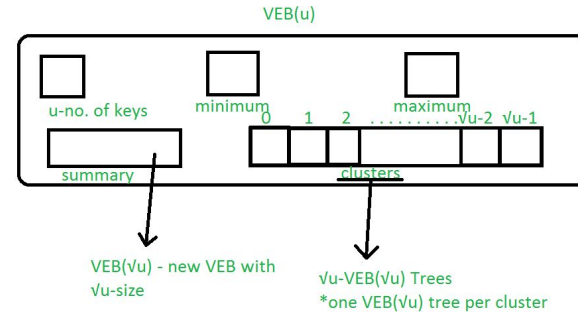 VEB(u)
u-no. of keys
minimum
maximum
0 1 2 . . . . . . . . . . √u-2 √u-1
summary
clusters
VEB(√u) - new VEB with
√u-size
√u-VEB(√u) Trees
*one VEB(√u) tree per cluster